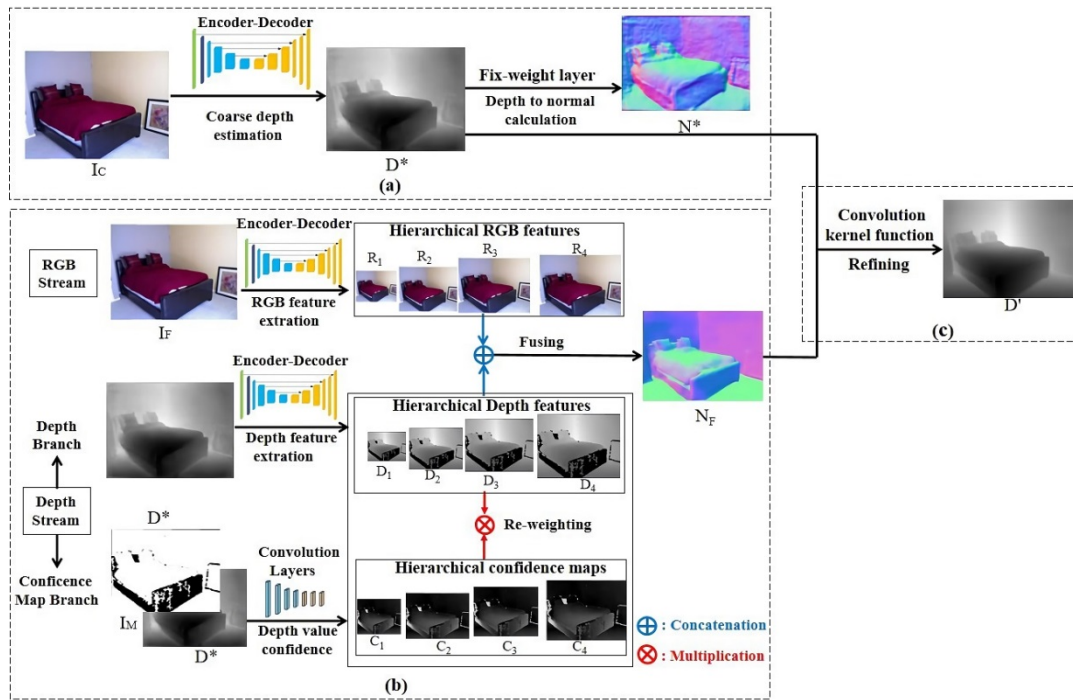 Encoder-Decoder
Coarse depth
estimation
Ic
D*
Fix-weight layer
Depth to normal
calculation
N*
(a)
RGB
Stream
IF
Encoder-Decoder
RGB feature
extration
Hierarchical RGB features
R1 R2 R3 R4
Fusing
NF
Convolution
kernel function
Refining
D'
(c)
Depth
Branch
Depth
Stream
Conficence
Map Branch
D*
Encoder-Decoder
Depth feature
extration
Hierarchical Depth features
D1 D2 D3 D4
Re-weighting
IM
D*
Convolution
Layers
Depth value
confidence
Hierarchical confidence maps
C1 C2 C3 C4
: Concatenation
: Multiplication
(b)